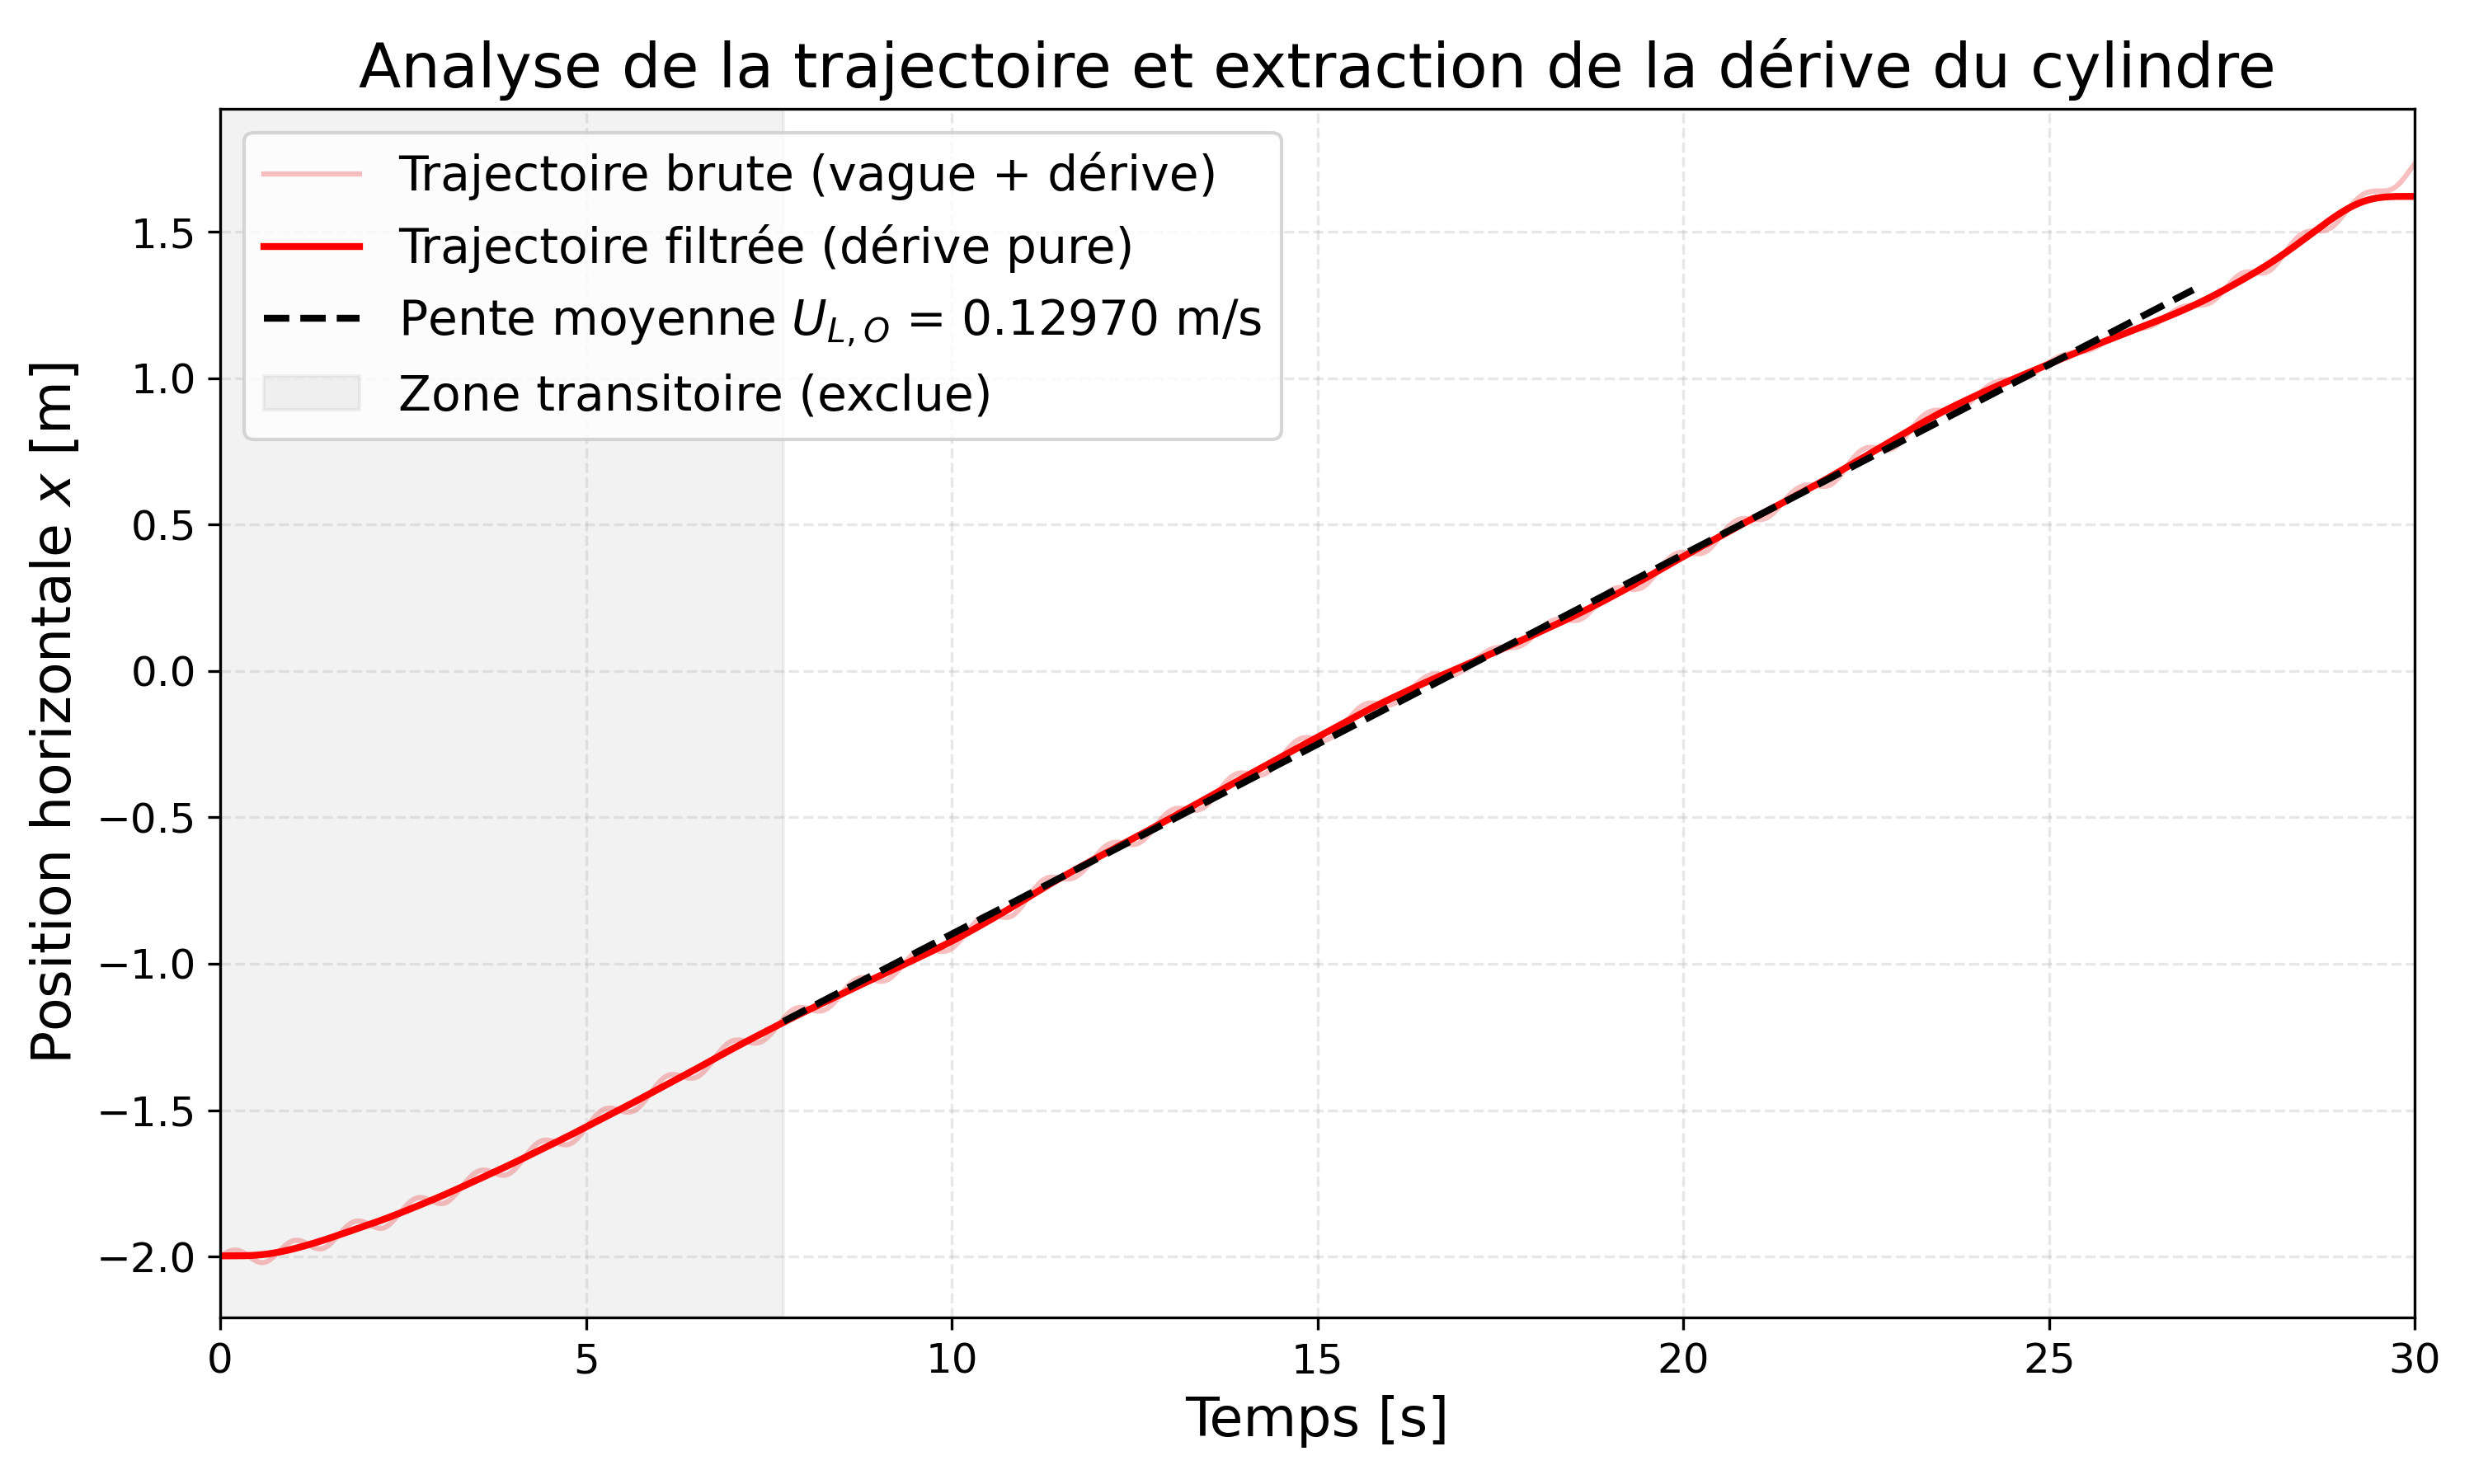 Analyse de la trajectoire et extraction de la dérive du cylindre
Trajectoire brute (vague + dérive)
Trajectoire filtrée (dérive pure)
Pente moyenne U_{L,O} = 0.12970 m/s
Zone transitoire (exclue)
Position horizontale x [m]
1.5
1.0
0.5
0.0
−0.5
−1.0
−1.5
−2.0
0 5 10 15 20 25 30
Temps [s]